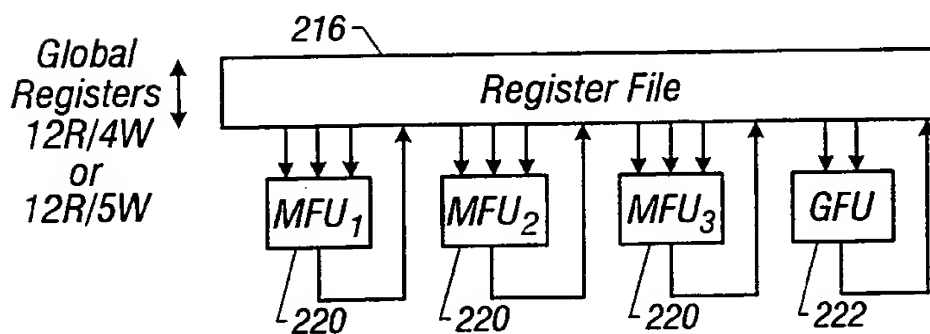 216
Global
Registers
12R/4W
or
12R/5W
Register File
MFU1
MFU2
MFU3
GFU
220
220
220
222